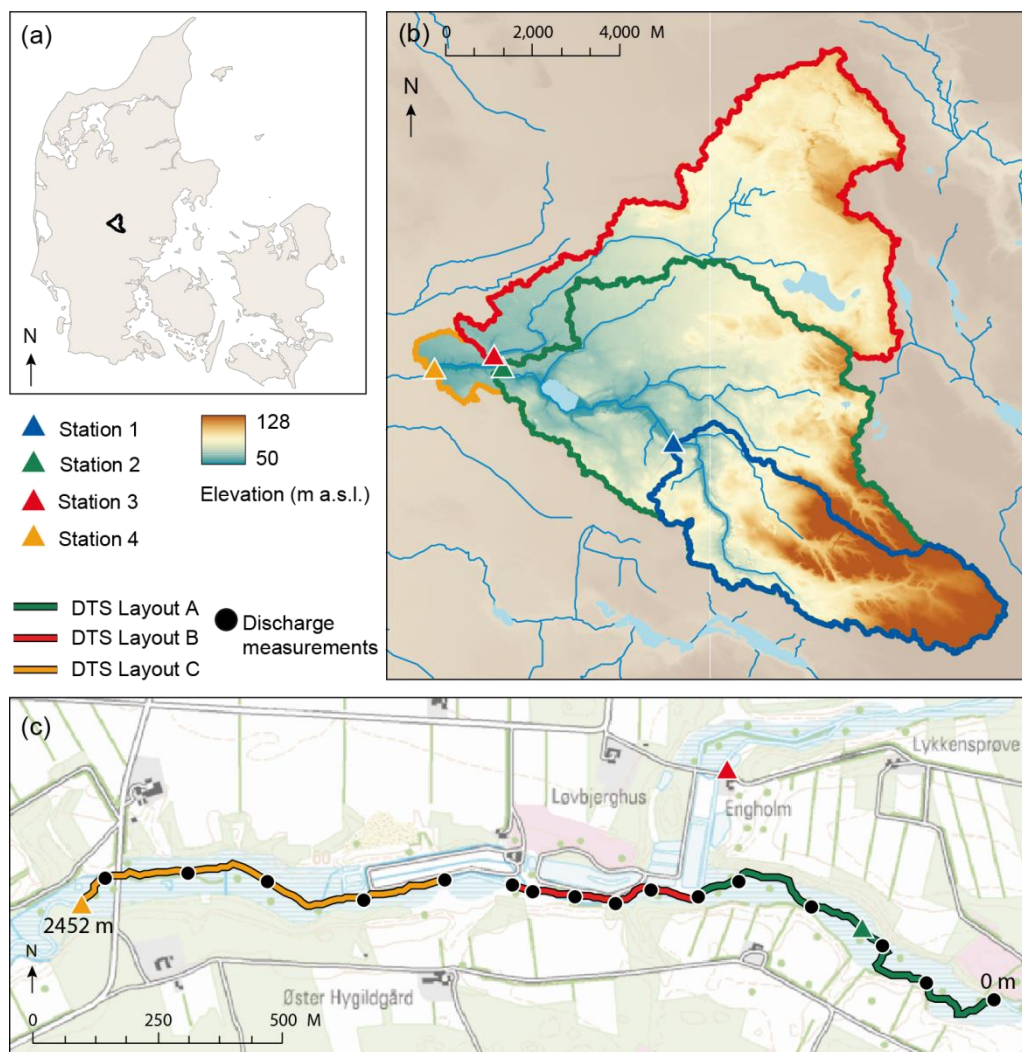 (a)
N
(b)
0 2,000 4,000 M
N
Station 1
Station 2
Station 3
Station 4
128
50
Elevation (m a.s.l.)
DTS Layout A
DTS Layout B
DTS Layout C
Discharge
measurements
(c)
Lykkensprøve
Løvbjerghus
Engholm
60
2452 m
0 m
N
Øster Hygildgård
0 250 500 M